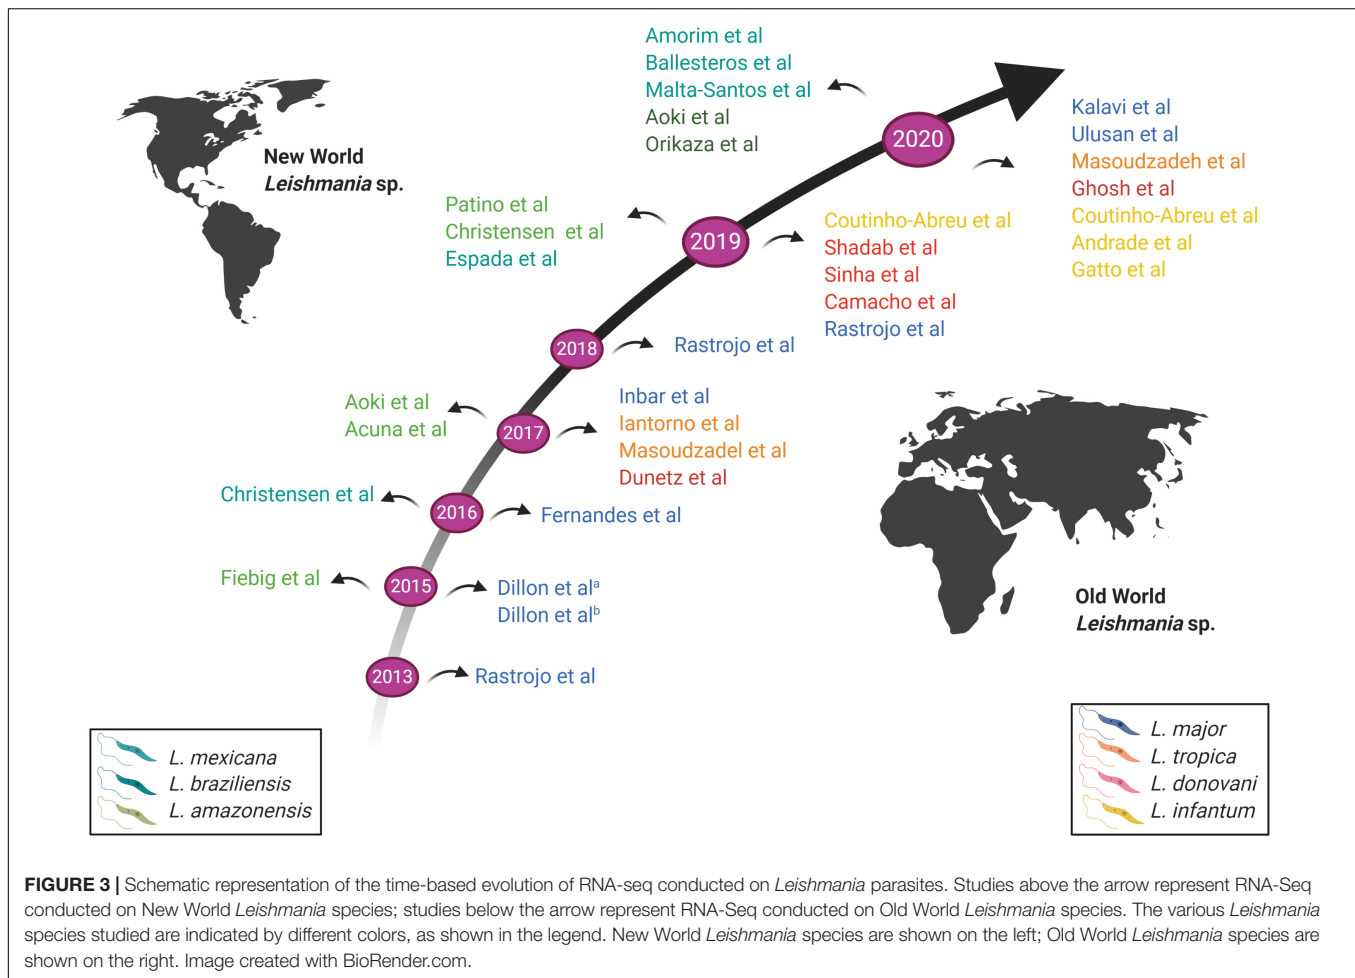 Amorim et al
Ballesteros et al
Malta-Santos et al
Aoki et al
Orikaza et al
2020
Kalavi et al
Ulusan et al
Masoudzadeh et al
Ghosh et al
Coutinho-Abreu et al
Andrade et al
Gatto et al
New World
Leishmania sp.
Patino et al
Christensen et al
Espada et al
2019
Coutinho-Abreu et al
Shadab et al
Sinha et al
Camacho et al
Rastrojo et al
2018
Rastrojo et al
Aoki et al
Acuna et al
2017
Inbar et al
Iantorno et al
Masoudzadel et al
Dunetz et al
Christensen et al
2016
Fernandes et al
Fiebig et al
2015
Dillon et alᵃ
Dillon et alᵇ
Old World
Leishmania sp.
2013
Rastrojo et al
L. mexicana
L. braziliensis
L. amazonensis
L. major
L. tropica
L. donovani
L. infantum
FIGURE 3 | Schematic representation of the time-based evolution of RNA-seq conducted on Leishmania parasites. Studies above the arrow represent RNA-Seq
conducted on New World Leishmania species; studies below the arrow represent RNA-Seq conducted on Old World Leishmania species. The various Leishmania
species studied are indicated by different colors, as shown in the legend. New World Leishmania species are shown on the left; Old World Leishmania species are
shown on the right. Image created with BioRender.com.